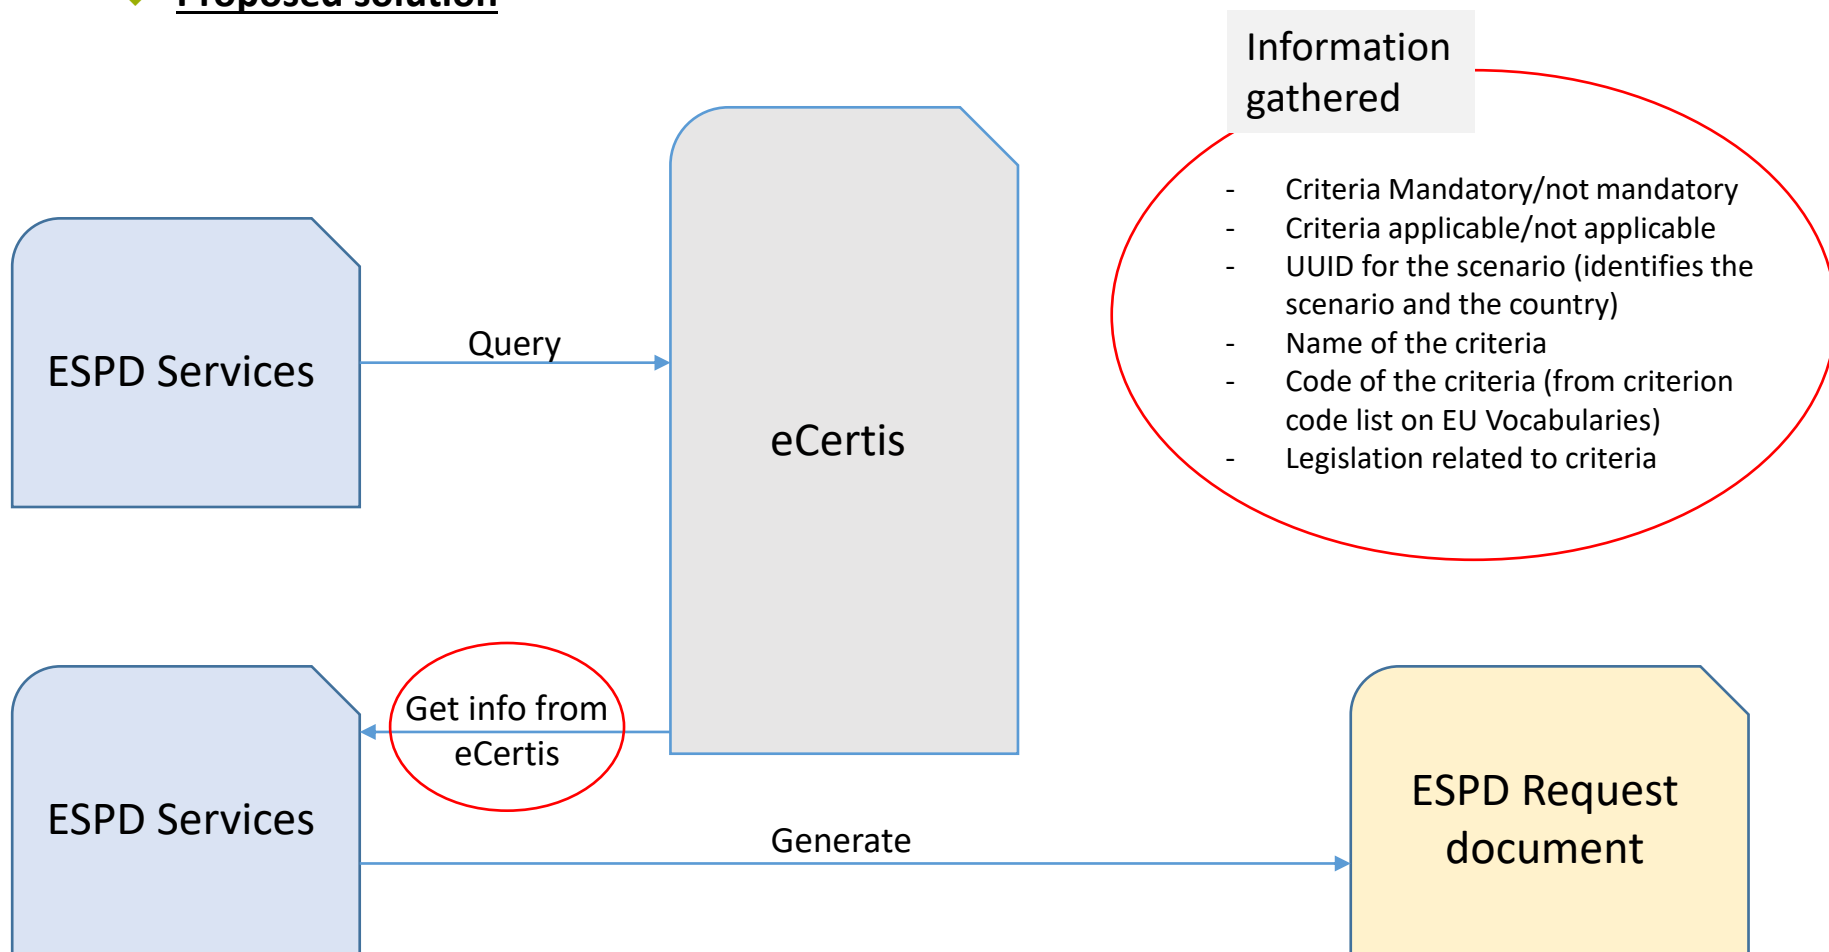 Proposed solution
Information
gathered
- Criteria Mandatory/not mandatory
- Criteria applicable/not applicable
- UUID for the scenario (identifies the
scenario and the country)
- Name of the criteria
- Code of the criteria (from criterion
code list on EU Vocabularies)
- Legislation related to criteria
ESPD Services
Query
eCertis
Get info from
eCertis
ESPD Services
Generate
ESPD Request
document